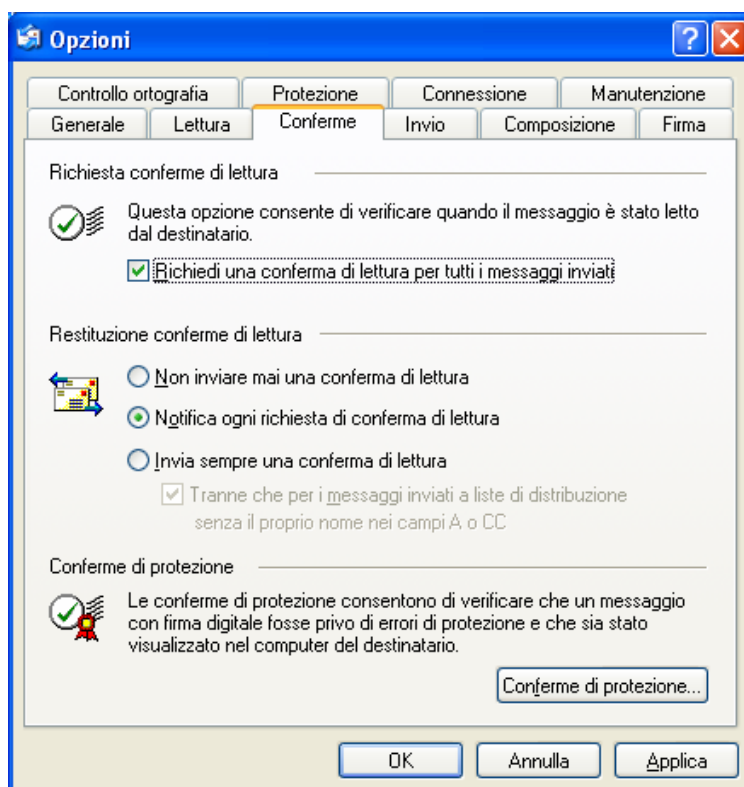 Opzioni
Controllo ortografia Protezione Connessione Manutenzione
Generale Lettura Conferme Invio Composizione Firma
Richiesta conferme di lettura
Questa opzione consente di verificare quando il messaggio è stato letto
dal destinatario.
Richiedi una conferma di lettura per tutti i messaggi inviati
Restituzione conferme di lettura
Non inviare mai una conferma di lettura
Notifica ogni richiesta di conferma di lettura
Invia sempre una conferma di lettura
Tranne che per i messaggi inviati a liste di distribuzione
senza il proprio nome nei campi A o CC
Conferme di protezione
Le conferme di protezione consentono di verificare che un messaggio
con firma digitale fosse privo di errori di protezione e che sia stato
visualizzato nel computer del destinatario.
Conferme di protezione...
OK Annulla Applica